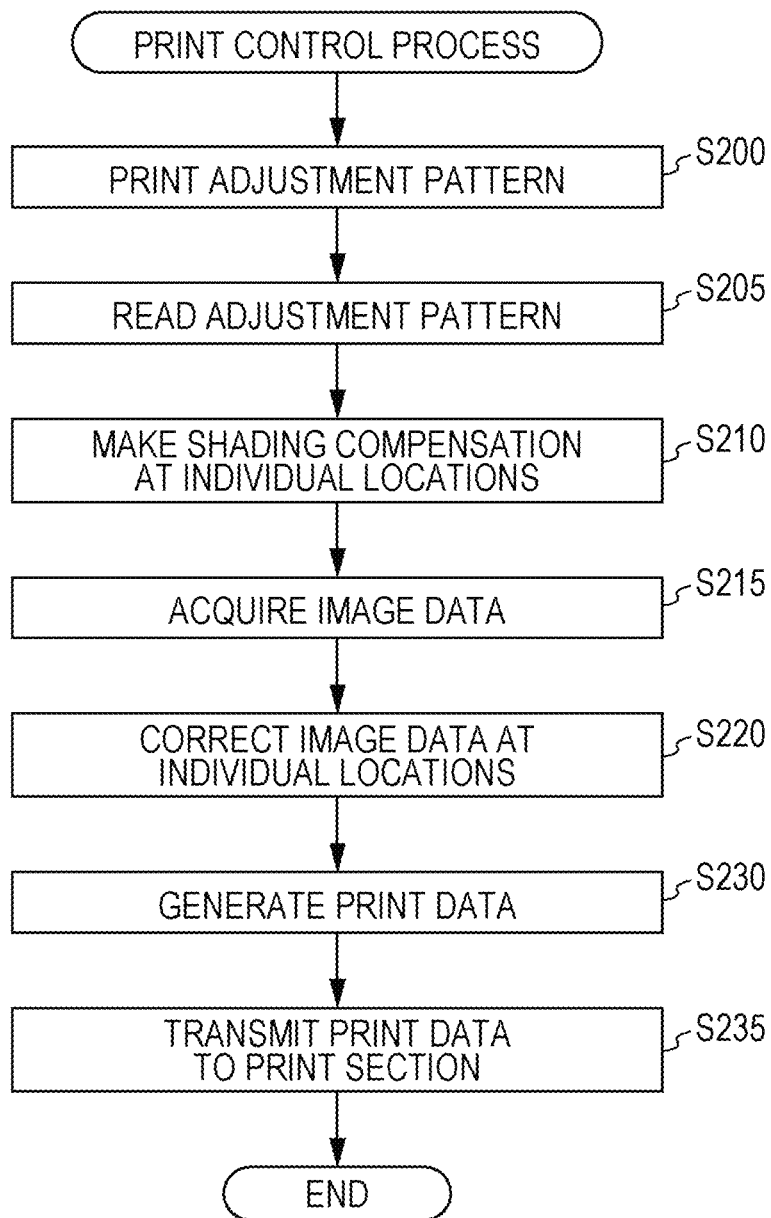 PRINT CONTROL PROCESS
PRINT ADJUSTMENT PATTERN
S200
READ ADJUSTMENT PATTERN
S205
MAKE SHADING COMPENSATION
AT INDIVIDUAL LOCATIONS
S210
ACQUIRE IMAGE DATA
S215
CORRECT IMAGE DATA AT
INDIVIDUAL LOCATIONS
S220
GENERATE PRINT DATA
S230
TRANSMIT PRINT DATA
TO PRINT SECTION
S235
END